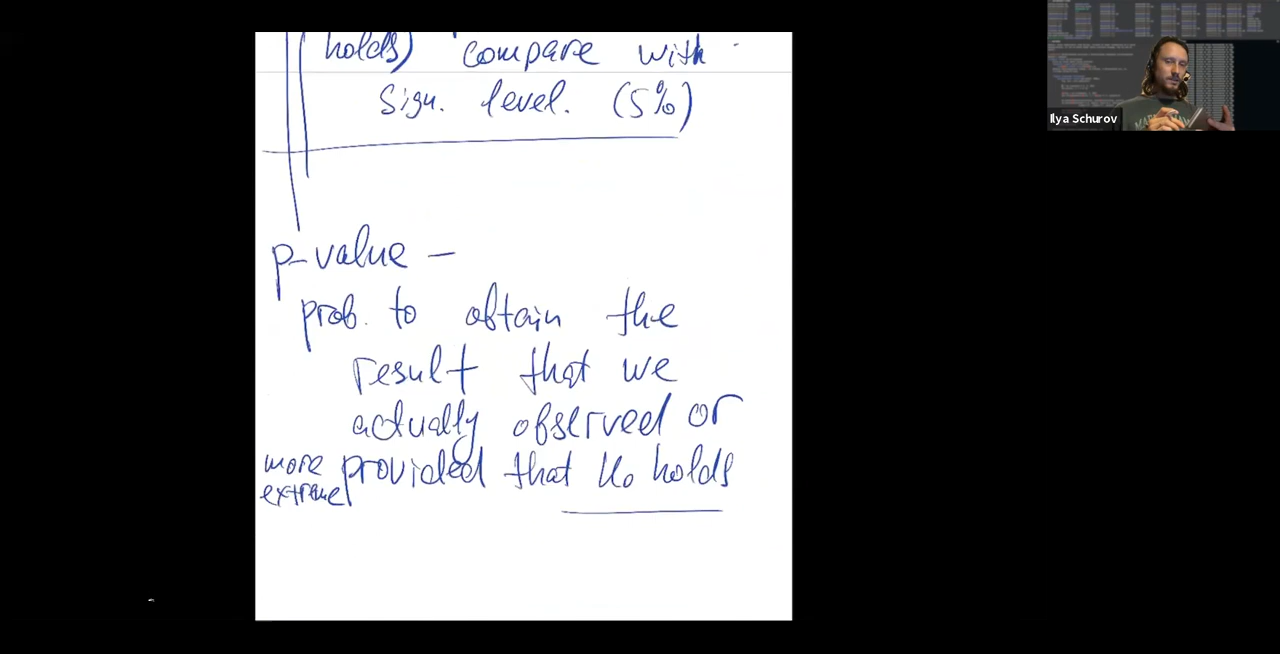 holds) compare with
sign. level. (5%)
p-value –
prob. to obtain the
result that we
actually observed or
more provided that H₀ holds
extreme
Ilya Schurov